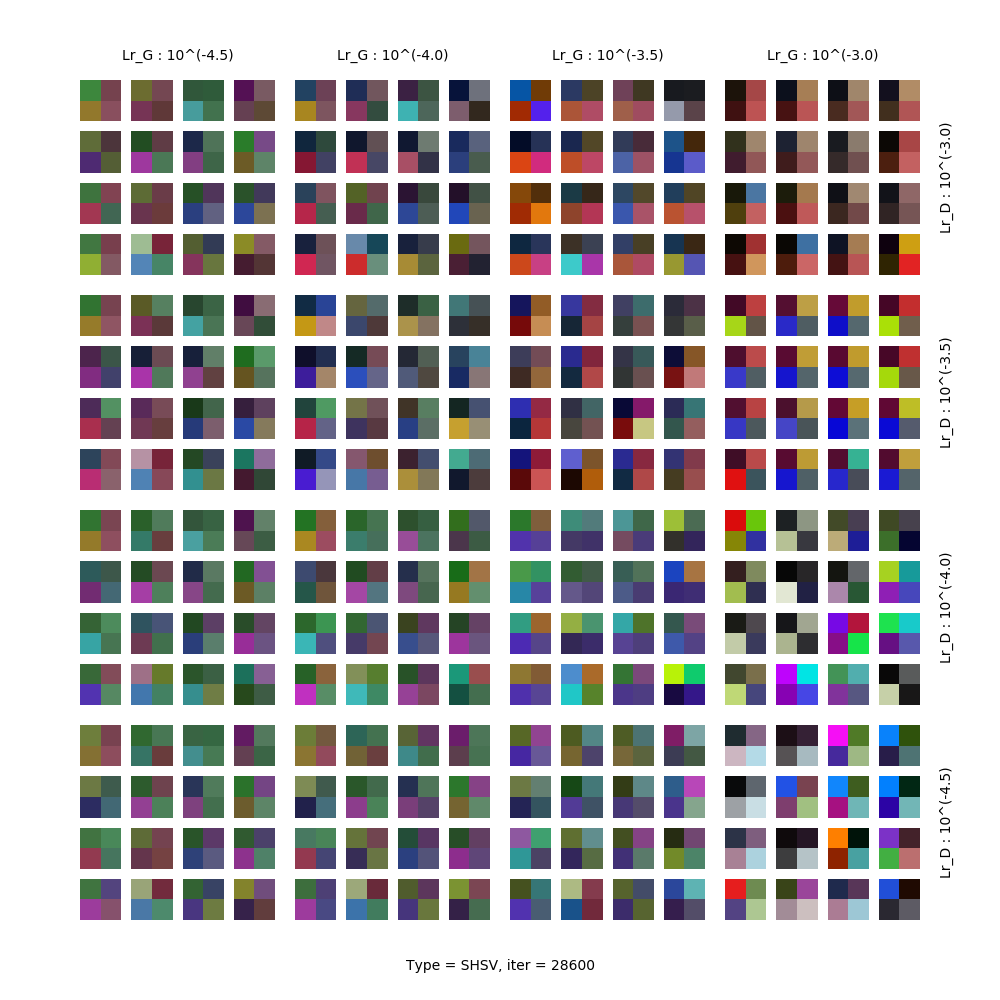 Lr_G : 10^(-4.5)
Lr_G : 10^(-4.0)
Lr_G : 10^(-3.5)
Lr_G : 10^(-3.0)
Lr_D : 10^(-3.0)
Lr_D : 10^(-3.5)
Lr_D : 10^(-4.0)
Lr_D : 10^(-4.5)
Type = SHSV, iter = 28600